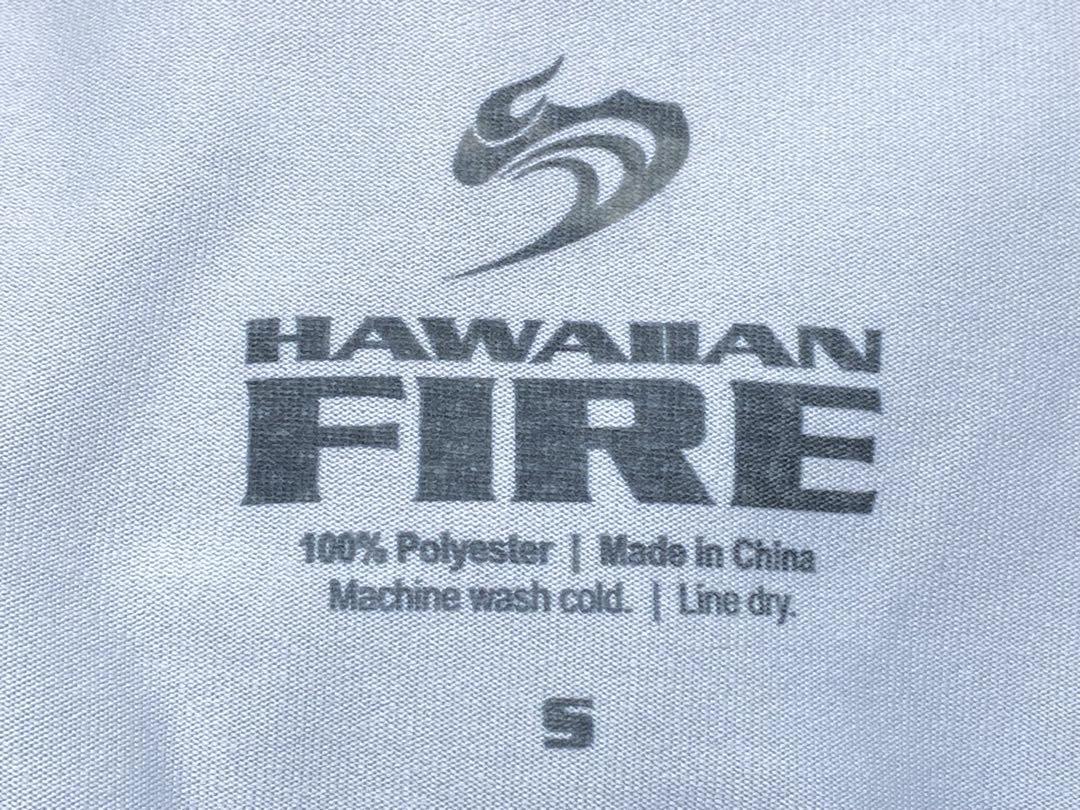 HAWAIIAN
FIRE
100% Polyester | Made in China
Machine wash cold. | Line dry.
S